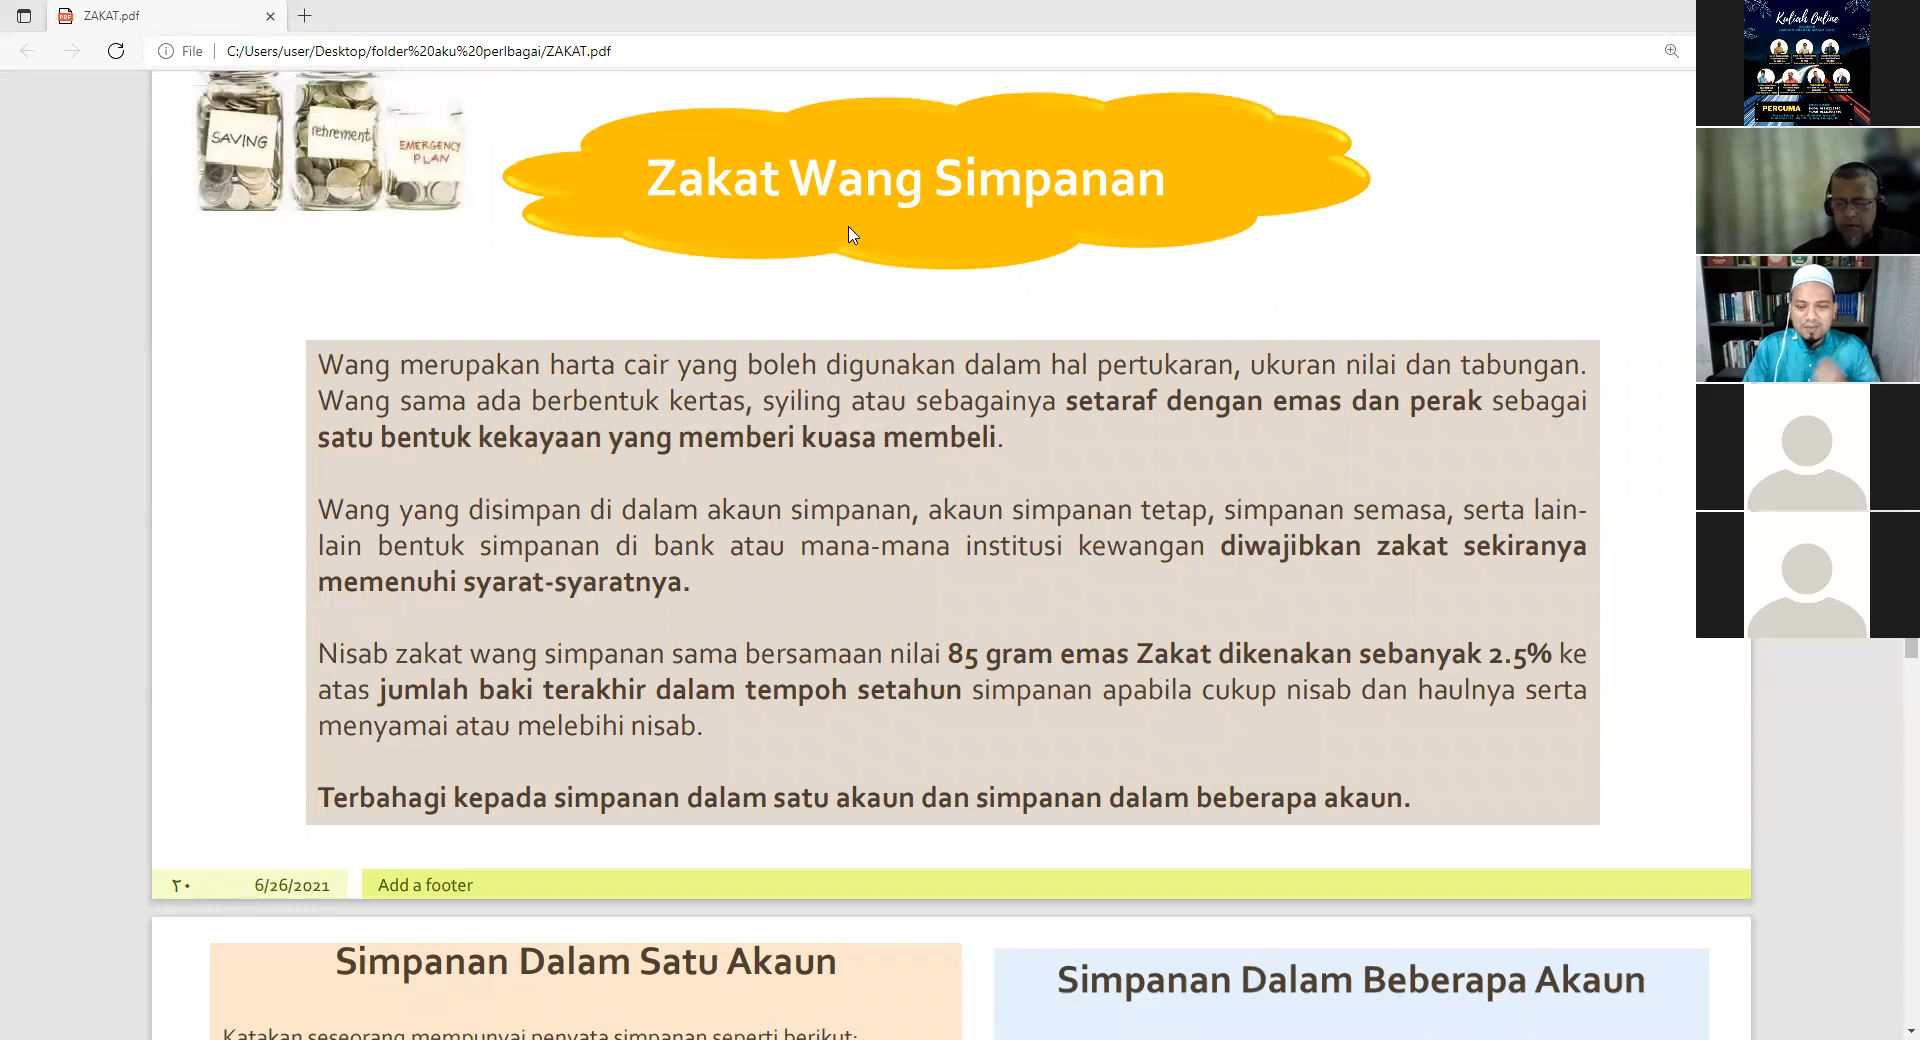 ZAKAT.pdf
File
C:/Users/user/Desktop/folder%20aku%20perlbagai/ZAKAT.pdf
SAVING
retirement
EMERGENCY
PLAN
Zakat Wang Simpanan
Wang merupakan harta cair yang boleh digunakan dalam hal pertukaran, ukuran nilai dan tabungan.
Wang sama ada berbentuk kertas, syiling atau sebagainya setaraf dengan emas dan perak sebagai
satu bentuk kekayaan yang memberi kuasa membeli.
Wang yang disimpan di dalam akaun simpanan, akaun simpanan tetap, simpanan semasa, serta lain-
lain bentuk simpanan di bank atau mana-mana institusi kewangan diwajibkan zakat sekiranya
memenuhi syarat-syaratnya.
Nisab zakat wang simpanan sama bersamaan nilai 85 gram emas Zakat dikenakan sebanyak 2.5% ke
atas jumlah baki terakhir dalam tempoh setahun simpanan apabila cukup nisab dan haulnya serta
menyamai atau melebihi nisab.
Terbahagi kepada simpanan dalam satu akaun dan simpanan dalam beberapa akaun.
٢٠
6/26/2021
Add a footer
Simpanan Dalam Satu Akaun
Katakan seseorang mempunyai penyata simpanan seperti berikut:
Simpanan Dalam Beberapa Akaun
Kuliah Online
PERCUMA